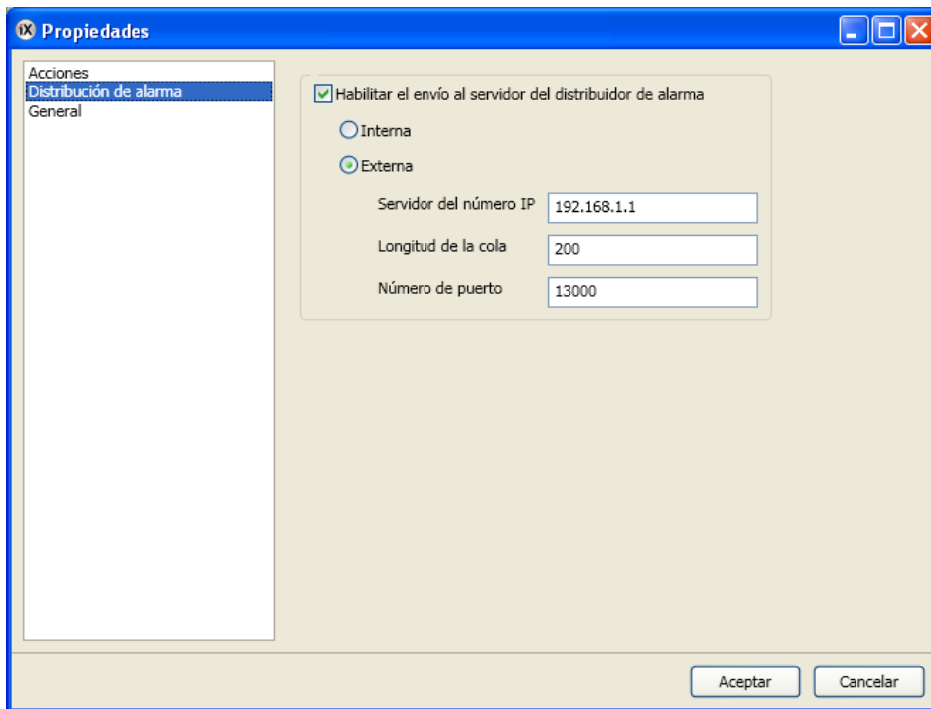 iX Propiedades
Acciones
Distribución de alarma
General
Habilitar el envío al servidor del distribuidor de alarma
Interna
Externa
Servidor del número IP 192.168.1.1
Longitud de la cola 200
Número de puerto 13000
Aceptar Cancelar